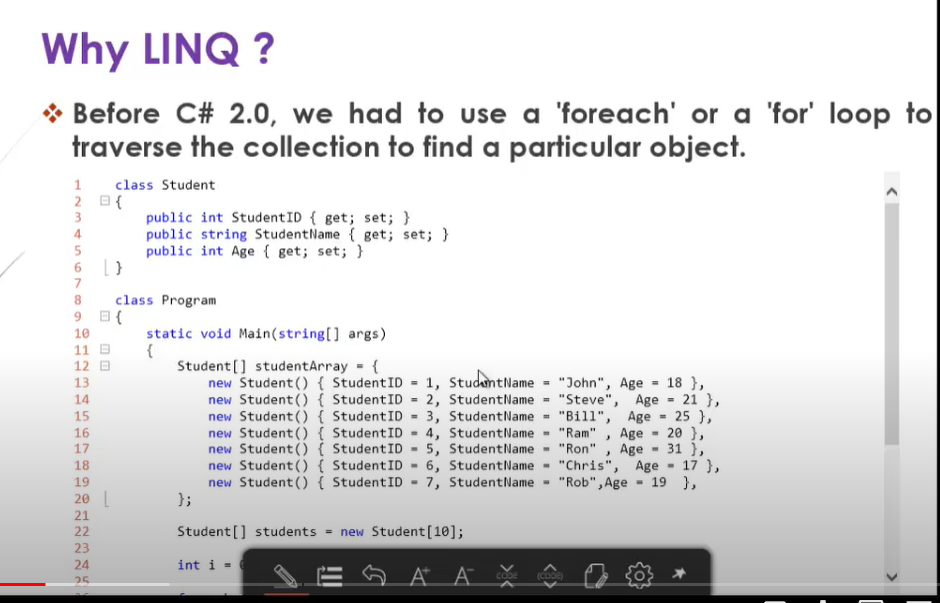 Why LINQ ?
Before C# 2.0, we had to use a 'foreach' or a 'for' loop to
traverse the collection to find a particular object.
1 class Student
2 {
3 public int StudentID { get; set; }
4 public string StudentName { get; set; }
5 public int Age { get; set; }
6 }
7
8 class Program
9 {
10 static void Main(string[] args)
11 {
12 Student[] studentArray = {
13 new Student() { StudentID = 1, StudentName = "John", Age = 18 },
14 new Student() { StudentID = 2, StudentName = "Steve",  Age = 21 },
15 new Student() { StudentID = 3, StudentName = "Bill",  Age = 25 },
16 new Student() { StudentID = 4, StudentName = "Ram" , Age = 20 },
17 new Student() { StudentID = 5, StudentName = "Ron" , Age = 31 },
18 new Student() { StudentID = 6, StudentName = "Chris",  Age = 17 },
19 new Student() { StudentID = 7, StudentName = "Rob",Age = 19  },
20 };
21
22 Student[] students = new Student[10];
23
24 int i =
25
A+ A- CODE (CODE)